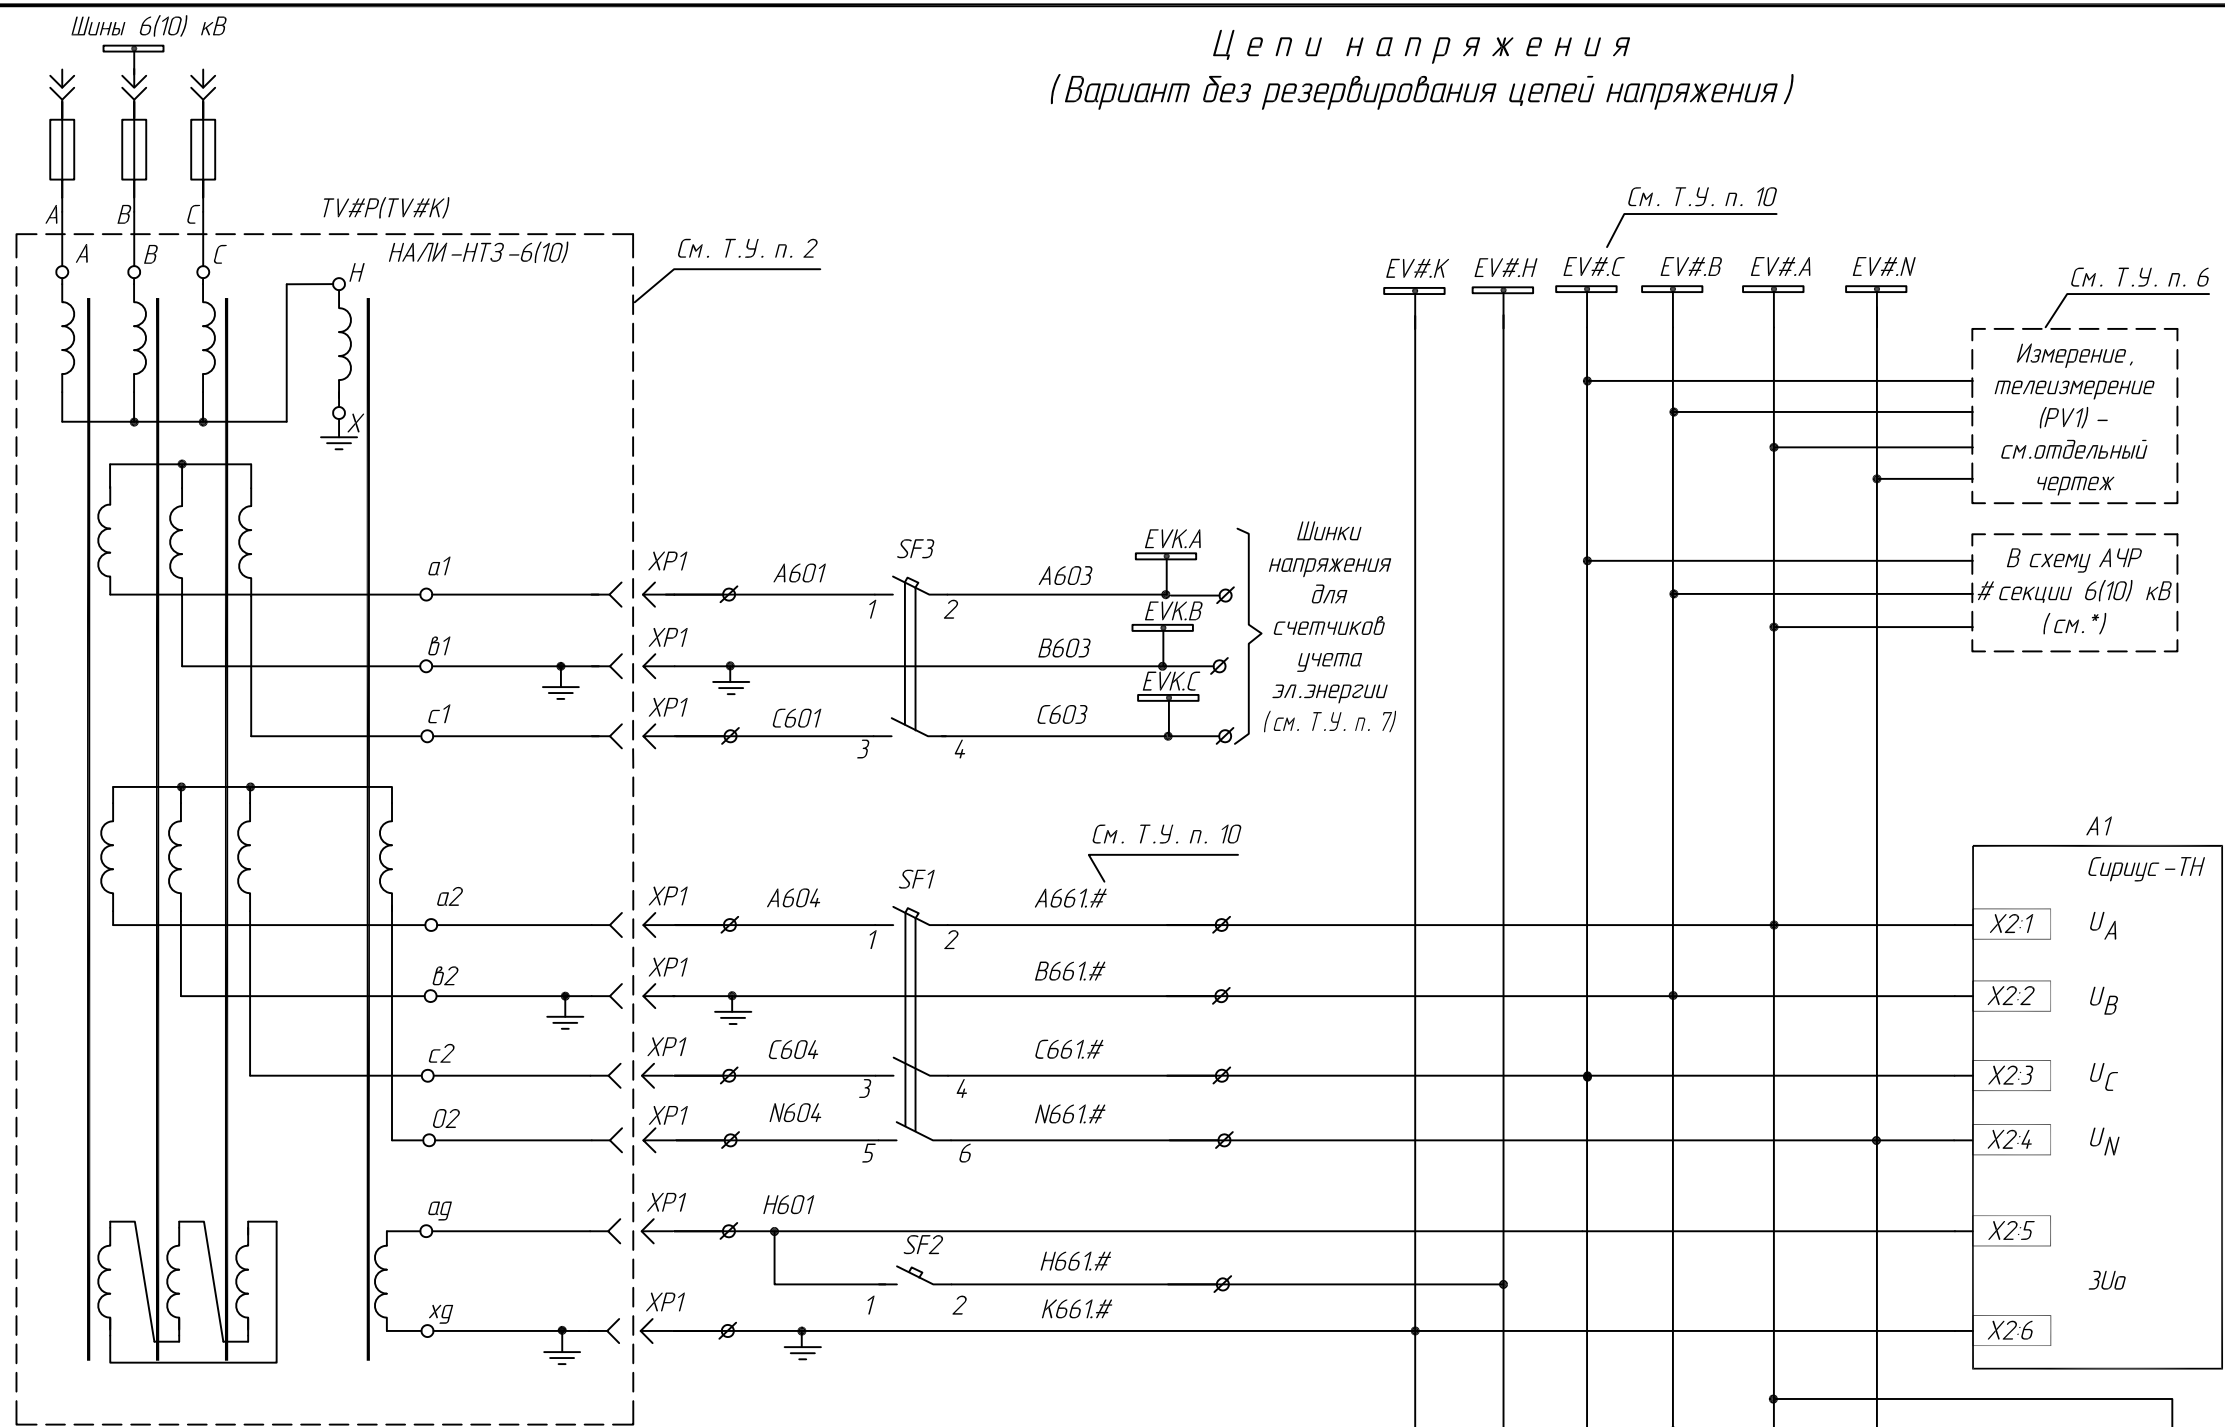 Шины 6(10) кВ
Цепи напряжения
(Вариант без резервирования цепей напряжения)
A
B
C
TV#P(TV#K)
НАЛИ-НТЗ-6(10)
A
B
C
H
X
См. Т.У. п. 2
См. Т.У. п. 10
EV#.K
EV#.H
EV#.C
EV#.B
EV#.A
EV#.N
См. Т.У. п. 6
Измерение,
телеизмерение
(PV1) -
см.отдельный
чертеж
В схему АЧР
# секции 6(10) кВ
(см.*)
a1
XP1
A601
SF3
1
2
A603
EVK.A
в1
XP1
B603
EVK.B
c1
XP1
C601
3
4
C603
EVK.C
Шинки
напряжения
для
счетчиков
учета
эл.энергии
(см. Т.У. п. 7)
См. Т.У. п. 10
a2
XP1
A604
SF1
1
2
A661.#
в2
XP1
B661.#
c2
XP1
C604
3
4
C661.#
O2
XP1
N604
5
6
N661.#
ag
XP1
H601
SF2
1
2
H661.#
xg
XP1
K661.#
A1
Сириус-ТН
X2:1
UA
X2:2
UB
X2:3
UC
X2:4
UN
X2:5
3Uo
X2:6